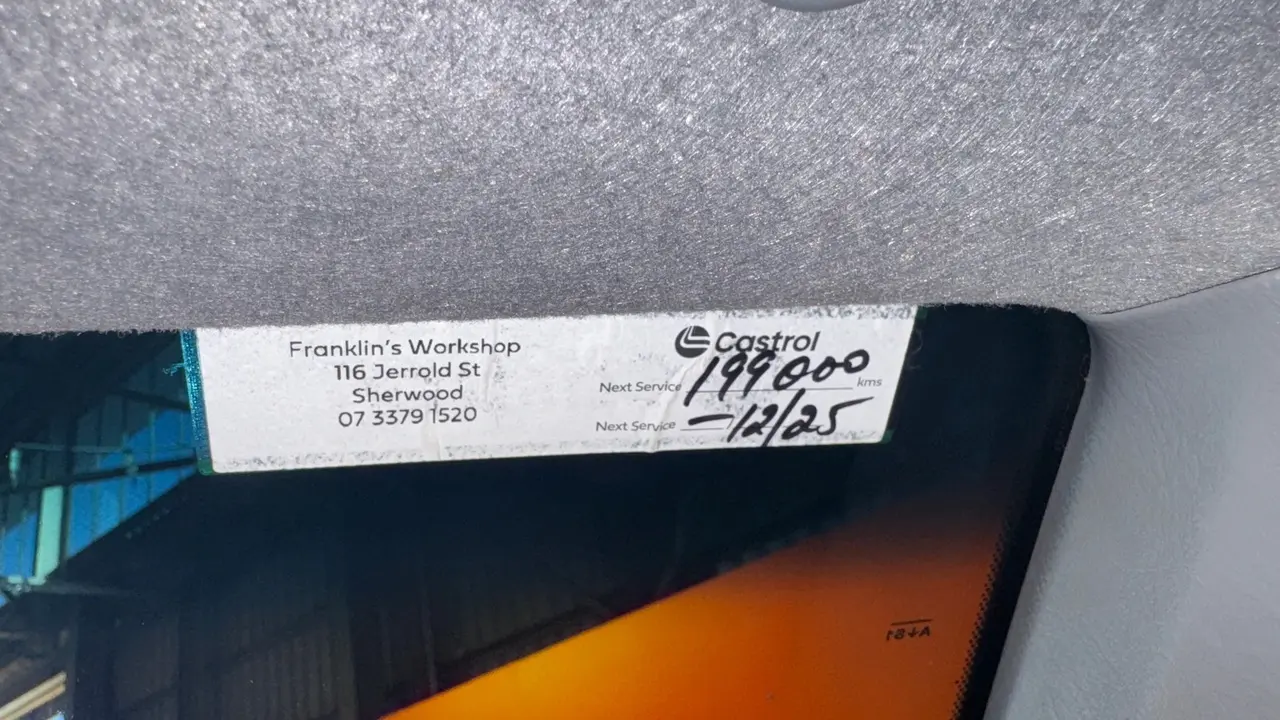 Franklin's Workshop
116 Jerrold St
Sherwood
07 3379 1520
Castrol
Next Service 199000 kms
Next Service -12/25